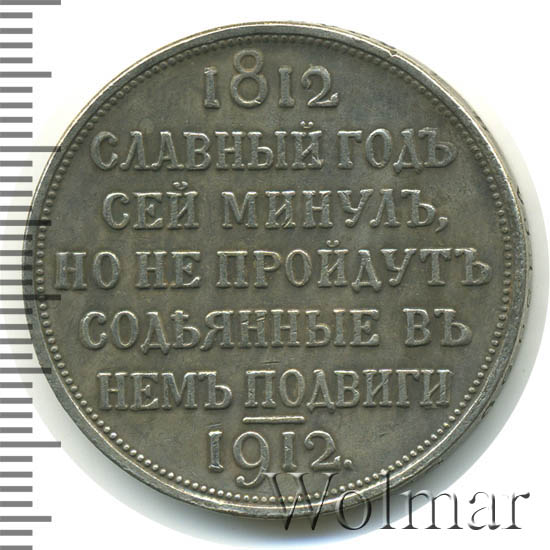 1812
СЛАВНЫЙ ГОДЪ
СЕЙ МИНУЛЪ,
НО НЕ ПРОЙДУТЪ
СОДѢЯННЫЕ ВЪ
НЕМЪ ПОДВИГИ
1912.
Wolmar